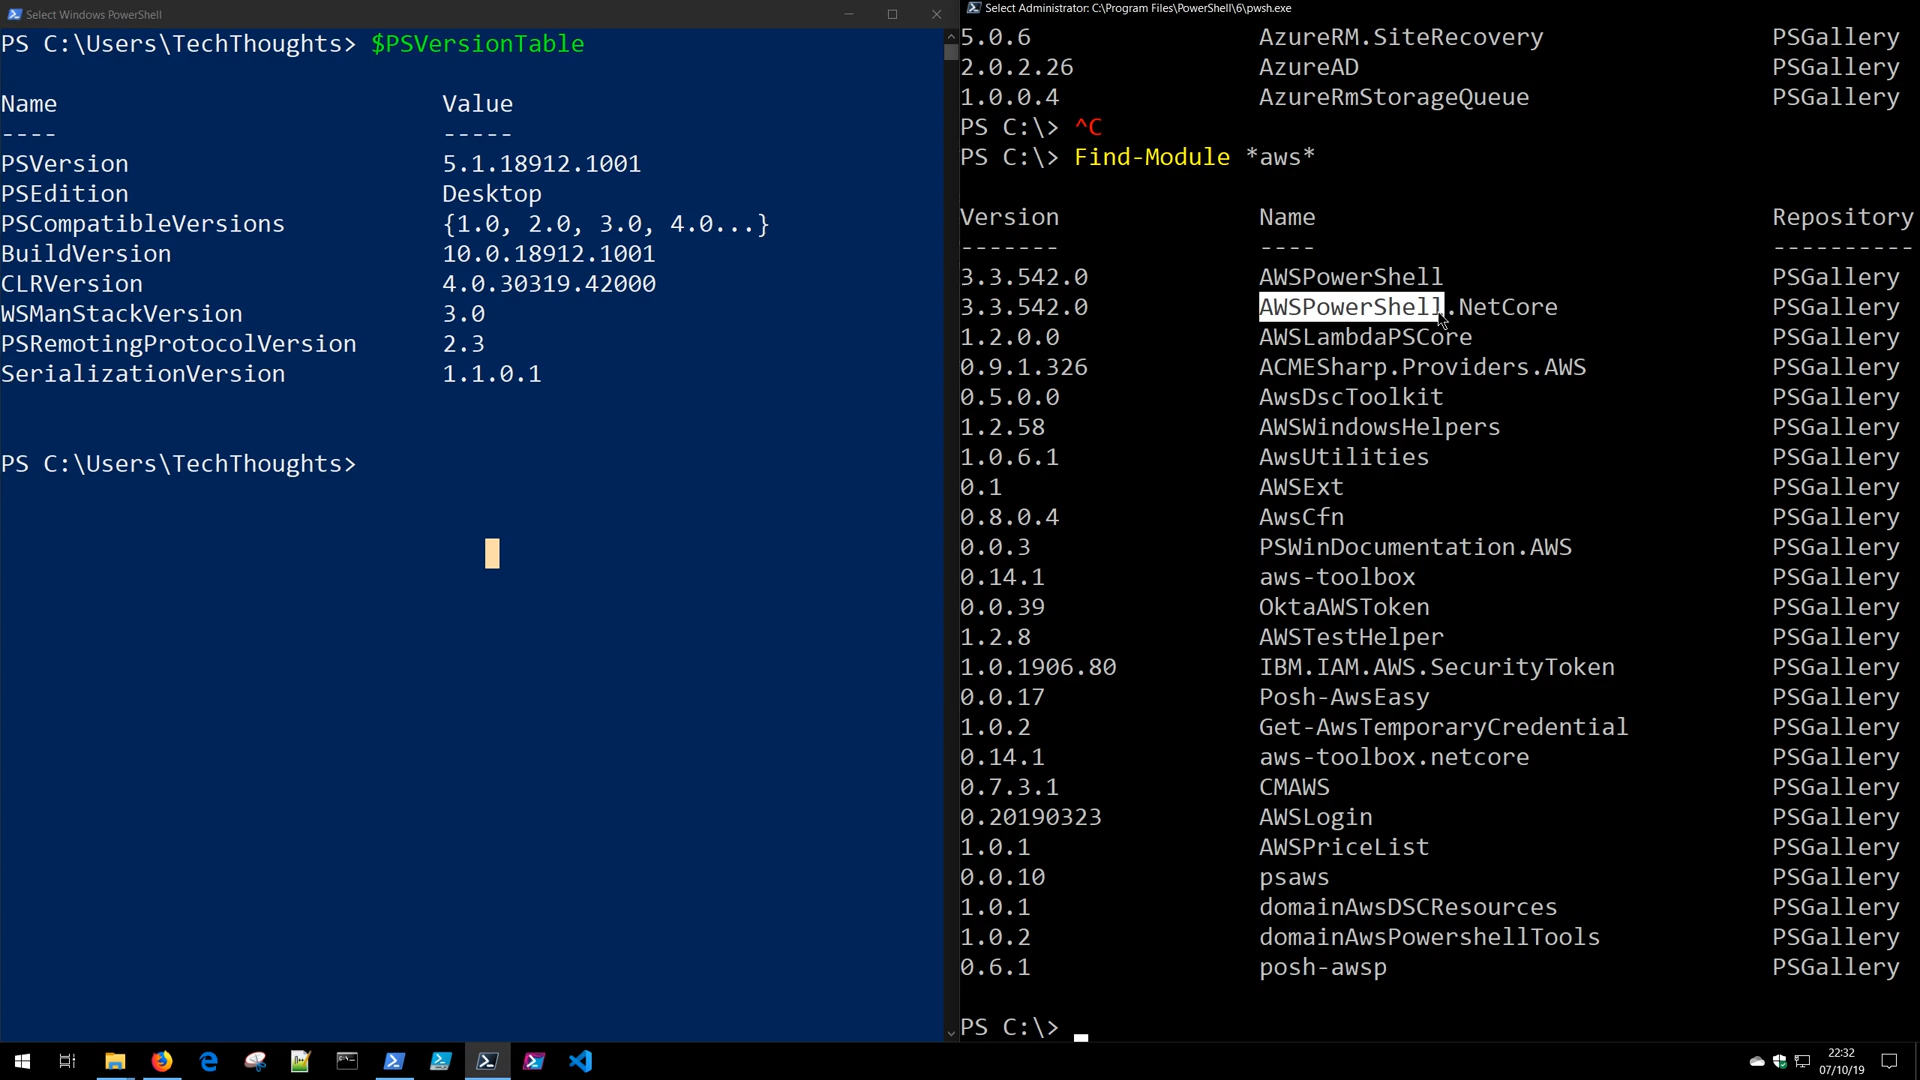 Select Windows PowerShell
PS C:\Users\TechThoughts> $PSVersionTable
Name Value
---- -----
PSVersion 5.1.18912.1001
PSEdition Desktop
PSCompatibleVersions {1.0, 2.0, 3.0, 4.0...}
BuildVersion 10.0.18912.1001
CLRVersion 4.0.30319.42000
WSManStackVersion 3.0
PSRemotingProtocolVersion 2.3
SerializationVersion 1.1.0.1
PS C:\Users\TechThoughts>
Select Administrator: C:\Program Files\PowerShell\6\pwsh.exe
5.0.6 AzureRM.SiteRecovery PSGallery
2.0.2.26 AzureAD PSGallery
1.0.0.4 AzureRmStorageQueue PSGallery
PS C:\> ^C
PS C:\> Find-Module *aws*
Version Name Repository
------- ---- ----------
3.3.542.0 AWSPowerShell PSGallery
3.3.542.0 AWSPowerShell.NetCore PSGallery
1.2.0.0 AWSLambdaPSCore PSGallery
0.9.1.326 ACMESharp.Providers.AWS PSGallery
0.5.0.0 AwsDscToolkit PSGallery
1.2.58 AWSWindowsHelpers PSGallery
1.0.6.1 AwsUtilities PSGallery
0.1 AWSExt PSGallery
0.8.0.4 AwsCfn PSGallery
0.0.3 PSWinDocumentation.AWS PSGallery
0.14.1 aws-toolbox PSGallery
0.0.39 OktaAWSToken PSGallery
1.2.8 AWSTestHelper PSGallery
1.0.1906.80 IBM.IAM.AWS.SecurityToken PSGallery
0.0.17 Posh-AwsEasy PSGallery
1.0.2 Get-AwsTemporaryCredential PSGallery
0.14.1 aws-toolbox.netcore PSGallery
0.7.3.1 CMAWS PSGallery
0.20190323 AWSLogin PSGallery
1.0.1 AWSPriceList PSGallery
0.0.10 psaws PSGallery
1.0.1 domainAwsDSCResources PSGallery
1.0.2 domainAwsPowershellTools PSGallery
0.6.1 posh-awsp PSGallery
PS C:\>
22:32
07/10/19